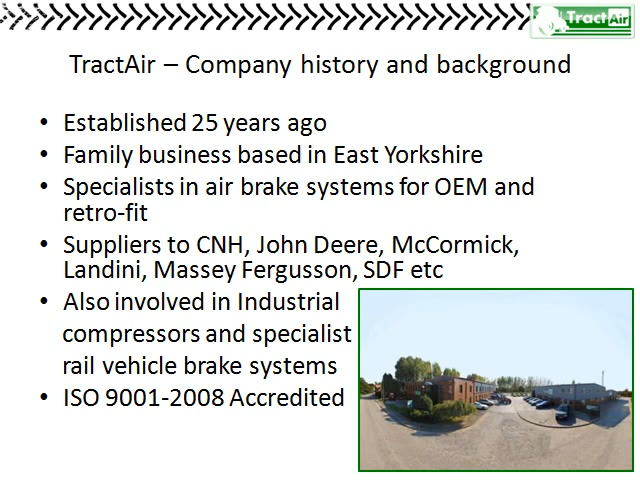 TractAir
TractAir – Company history and background
• Established 25 years ago
• Family business based in East Yorkshire
• Specialists in air brake systems for OEM and
retro-fit
• Suppliers to CNH, John Deere, McCormick,
Landini, Massey Fergusson, SDF etc
• Also involved in Industrial
compressors and specialist
rail vehicle brake systems
• ISO 9001-2008 Accredited